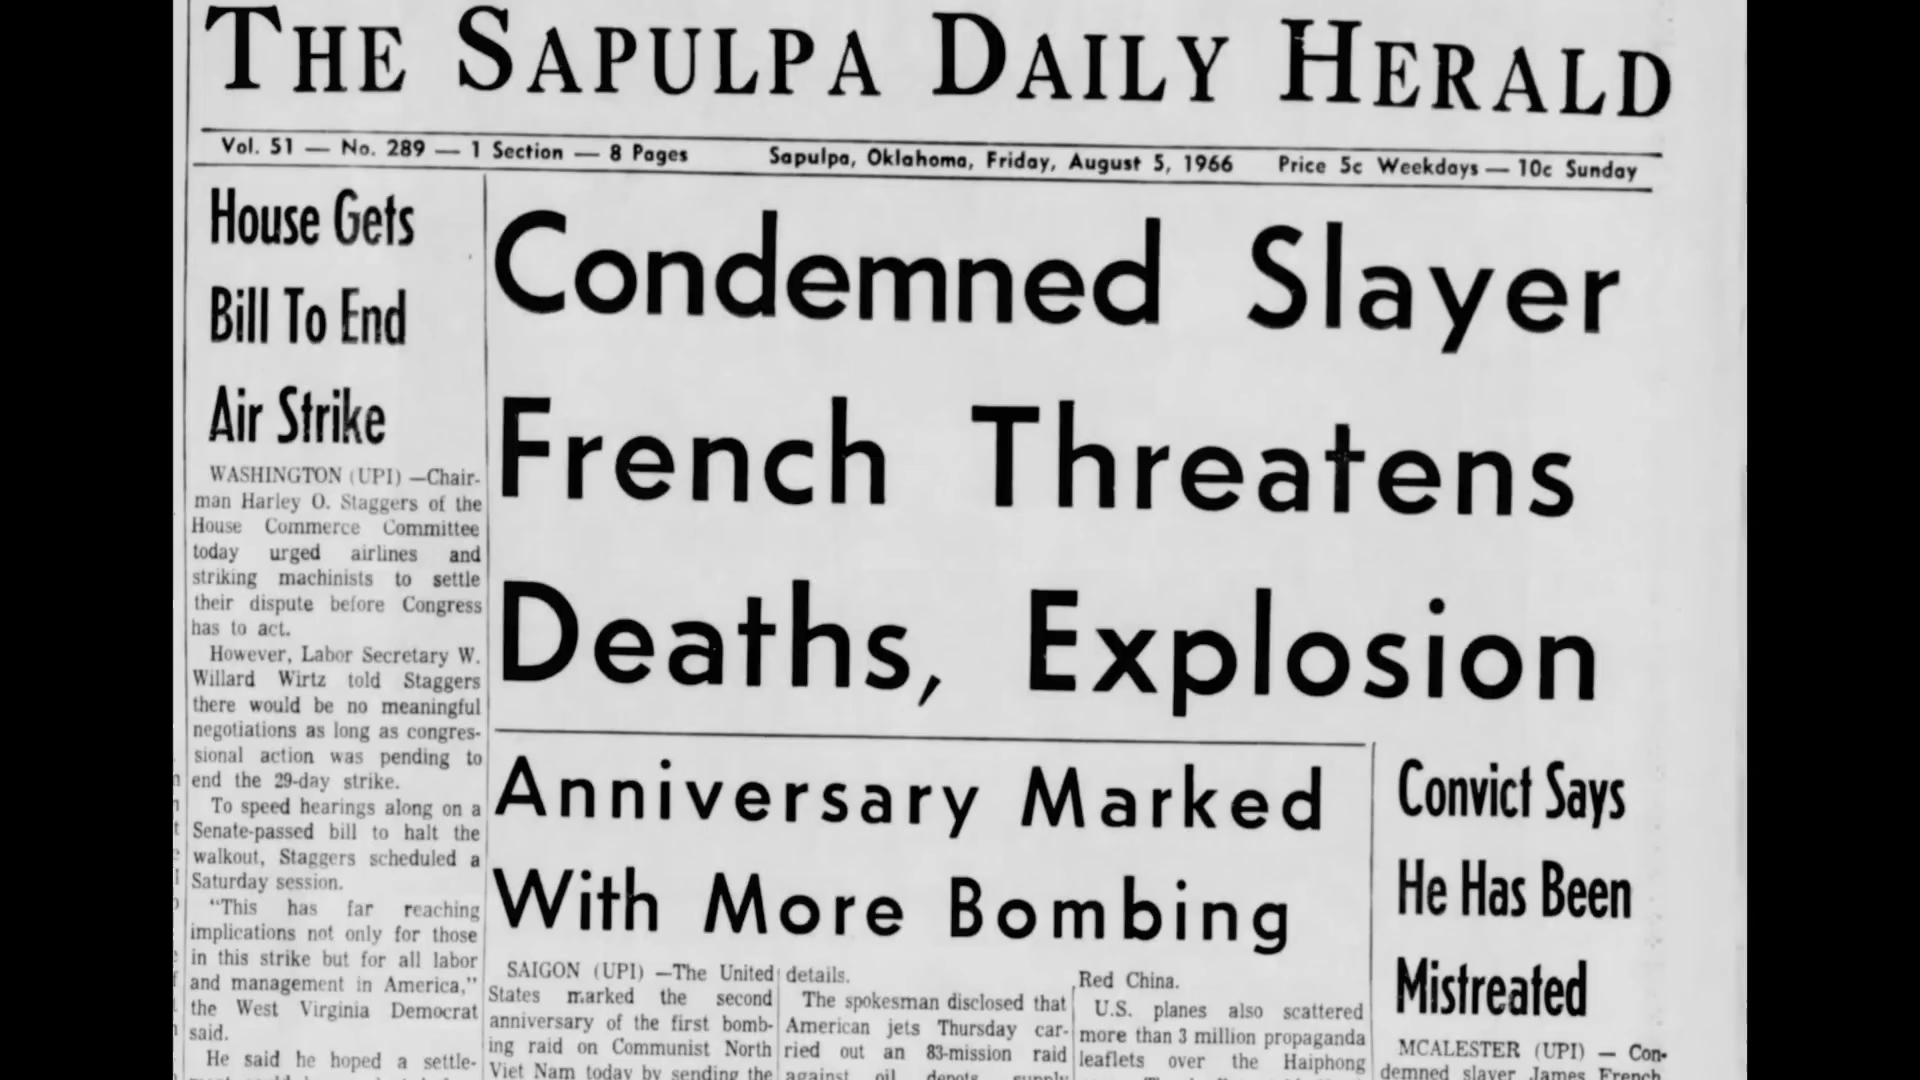 THE SAPULPA DAILY HERALD
Vol. 51 — No. 289 — 1 Section — 8 Pages Sapulpa, Oklahoma, Friday, August 5, 1966 Price 5c Weekdays — 10c Sunday
House Gets
Bill To End
Air Strike
WASHINGTON (UPI) —Chair-
man Harley O. Staggers of the
House Commerce Committee
today urged airlines and
striking machinists to settle
their dispute before Congress
has to act.
However, Labor Secretary W.
Willard Wirtz told Staggers
there would be no meaningful
negotiations as long as congres-
sional action was pending to
end the 29-day strike.
To speed hearings along on a
Senate-passed bill to halt the
walkout, Staggers scheduled a
Saturday session.
"This has far reaching
implications not only for those
in this strike but for all labor
and management in America,"
the West Virginia Democrat
said.
He said he hoped a settle-
Condemned Slayer
French Threatens
Deaths, Explosion
Anniversary Marked
With More Bombing
SAIGON (UPI) —The United
States marked the second
anniversary of the first bomb-
ing raid on Communist North
Viet Nam today by sending the
details.
The spokesman disclosed that
American jets Thursday car-
ried out an 83-mission raid
against oil depots supply
Red China.
U.S. planes also scattered
more than 3 million propaganda
leaflets over the Haiphong
Convict Says
He Has Been
Mistreated
MCALESTER (UPI) — Con-
demned slayer James French